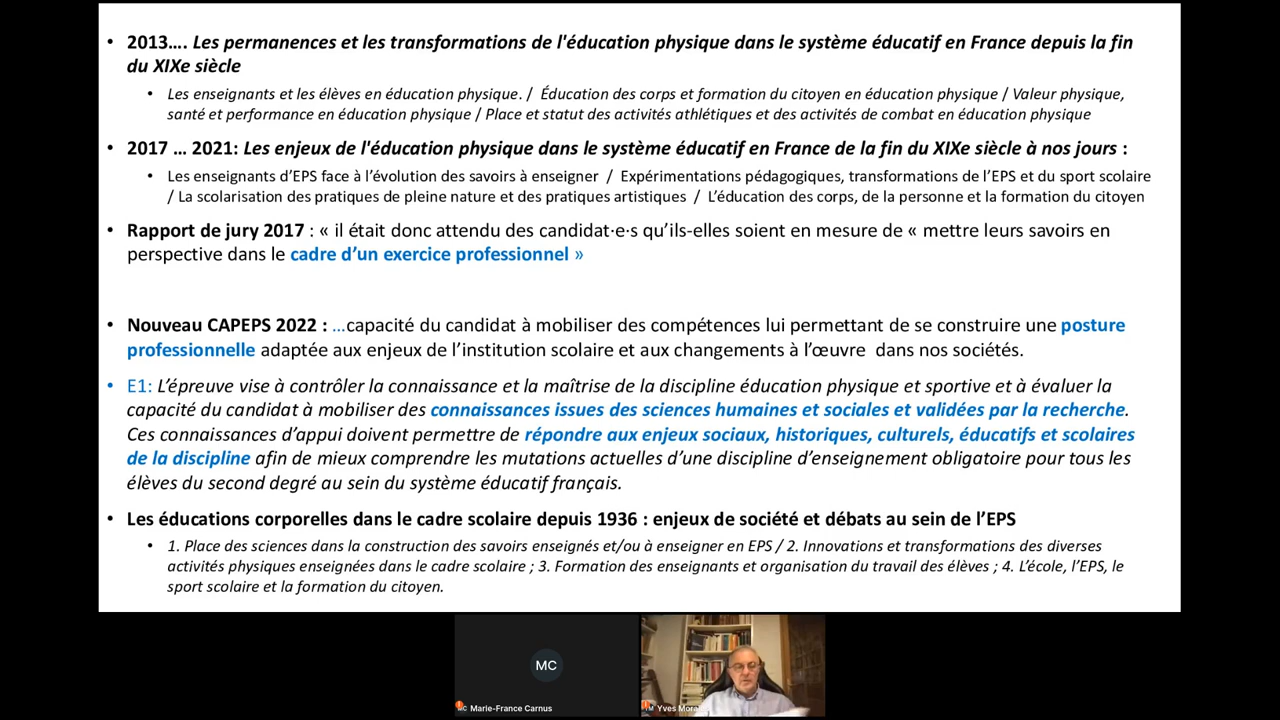 • 2013…. Les permanences et les transformations de l'éducation physique dans le système éducatif en France depuis la fin
du XIXe siècle
• Les enseignants et les élèves en éducation physique. / Éducation des corps et formation du citoyen en éducation physique / Valeur physique,
santé et performance en éducation physique / Place et statut des activités athlétiques et des activités de combat en éducation physique
• 2017 … 2021: Les enjeux de l'éducation physique dans le système éducatif en France de la fin du XIXe siècle à nos jours :
• Les enseignants d’EPS face à l’évolution des savoirs à enseigner / Expérimentations pédagogiques, transformations de l’EPS et du sport scolaire
/ La scolarisation des pratiques de pleine nature et des pratiques artistiques / L’éducation des corps, de la personne et la formation du citoyen
• Rapport de jury 2017 : « il était donc attendu des candidat·e·s qu’ils-elles soient en mesure de « mettre leurs savoirs en
perspective dans le cadre d’un exercice professionnel »
• Nouveau CAPEPS 2022 : …capacité du candidat à mobiliser des compétences lui permettant de se construire une posture
professionnelle adaptée aux enjeux de l’institution scolaire et aux changements à l’œuvre dans nos sociétés.
• E1: L’épreuve vise à contrôler la connaissance et la maîtrise de la discipline éducation physique et sportive et à évaluer la
capacité du candidat à mobiliser des connaissances issues des sciences humaines et sociales et validées par la recherche.
Ces connaissances d’appui doivent permettre de répondre aux enjeux sociaux, historiques, culturels, éducatifs et scolaires
de la discipline afin de mieux comprendre les mutations actuelles d’une discipline d’enseignement obligatoire pour tous les
élèves du second degré au sein du système éducatif français.
• Les éducations corporelles dans le cadre scolaire depuis 1936 : enjeux de société et débats au sein de l’EPS
• 1. Place des sciences dans la construction des savoirs enseignés et/ou à enseigner en EPS / 2. Innovations et transformations des diverses
activités physiques enseignées dans le cadre scolaire ; 3. Formation des enseignants et organisation du travail des élèves ; 4. L’école, l’EPS, le
sport scolaire et la formation du citoyen.
MC
Marie-France Carnus
Yves